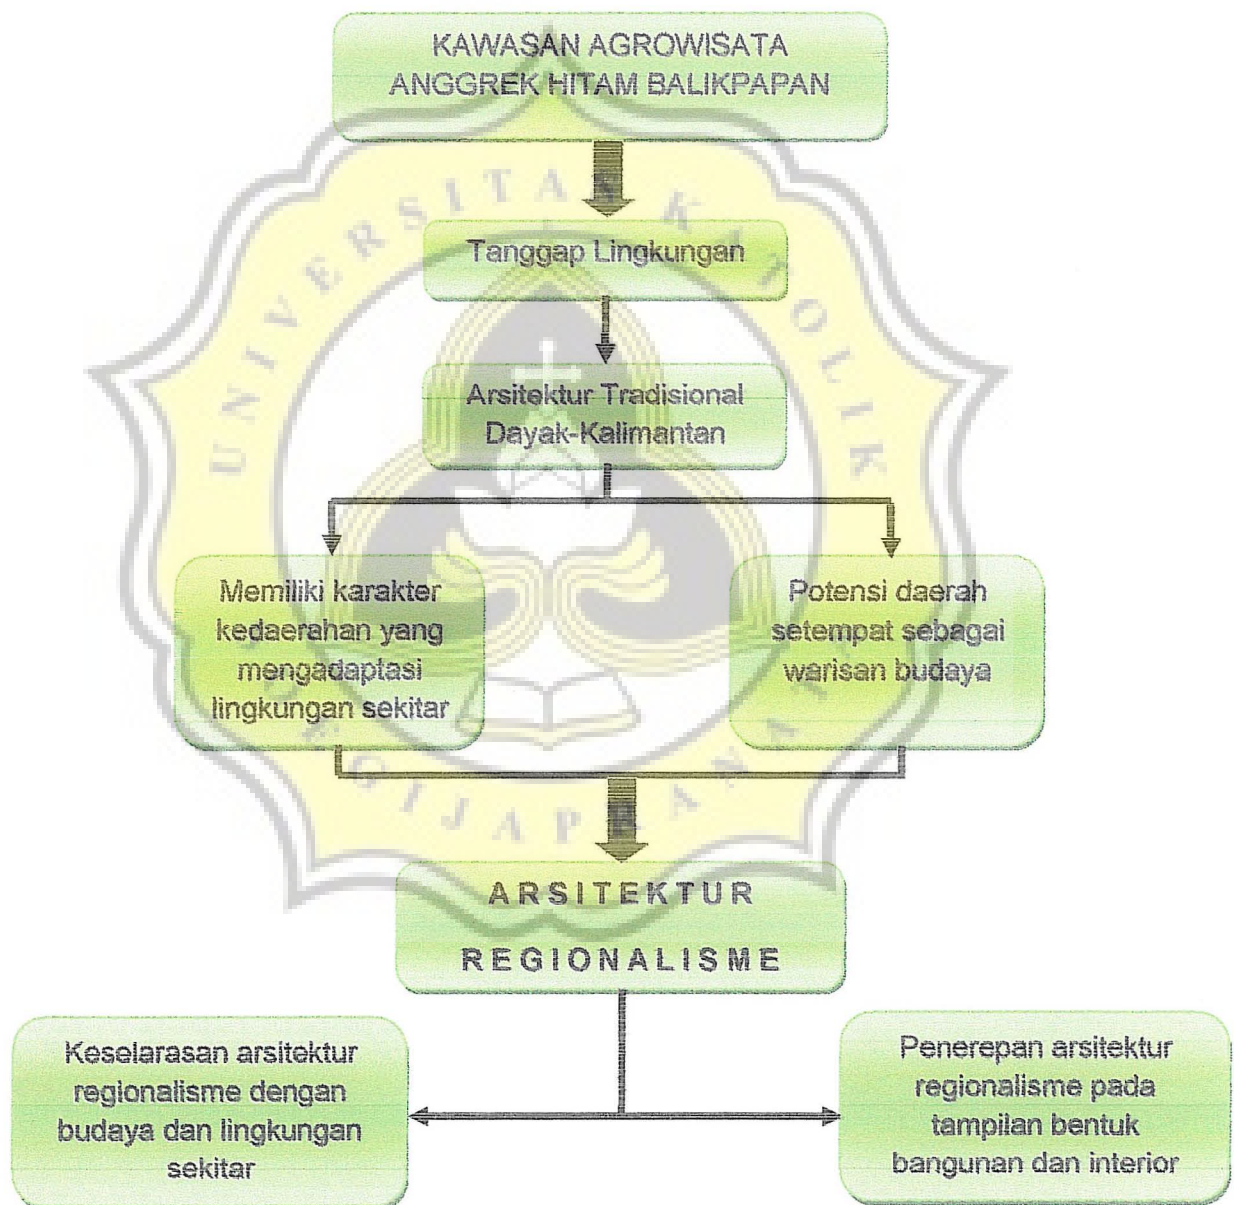 KAWASAN AGROWISATA
ANGGREK HITAM BALIKPAPAN
Tanggap Lingkungan
Arsitektur Tradisional
Dayak-Kalimantan
Memiliki karakter
kedaerahan yang
mengadaptasi
lingkungan sekitar
Potensi daerah
setempat sebagai
warisan budaya
ARSITEKTUR
REGIONALISME
Keselarasan arsitektur
regionalisme dengan
budaya dan lingkungan
sekitar
Penerepan arsitektur
regionalisme pada
tampilan bentuk
bangunan dan interior
UNIVERSITAS KATOLIK